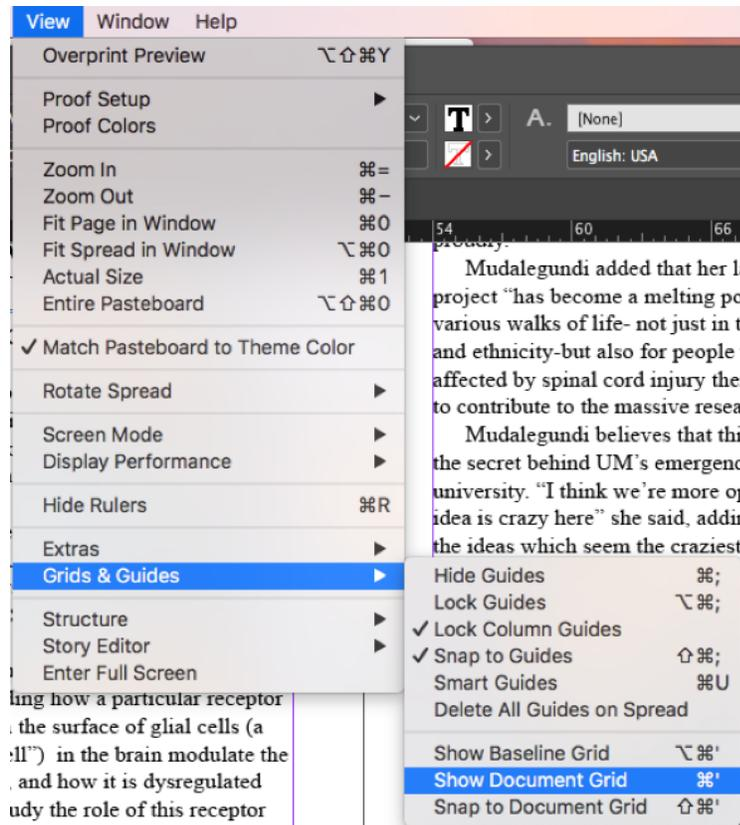 View Window Help
Overprint Preview ⌥⇧⌘Y
Proof Setup ▶
Proof Colors
Zoom In ⌘=
Zoom Out ⌘−
Fit Page in Window ⌘0
Fit Spread in Window ⌥⌘0
Actual Size ⌘1
Entire Pasteboard ⌥⇧⌘0
✓ Match Pasteboard to Theme Color
Rotate Spread ▶
Screen Mode ▶
Display Performance ▶
Hide Rulers ⌘R
Extras ▶
Grids & Guides ▶
Structure ▶
Story Editor ▶
Enter Full Screen
Hide Guides ⌘;
Lock Guides ⌥⌘;
✓ Lock Column Guides
✓ Snap to Guides ⇧⌘;
Smart Guides ⌘U
Delete All Guides on Spread
Show Baseline Grid ⌥⌘'
Show Document Grid ⌘'
Snap to Document Grid ⇧⌘'
T A. [None]
T English: USA
54 60 66
proudly.
Mudalegundi added that her
project “has become a melting
various walks of life- not just in
and ethnicity-but also for people
affected by spinal cord injury
to contribute to the massive
Mudalegundi believes that
the secret behind UM’s
university. “I think we’re more
idea is crazy here” she said,
the ideas which seem the craziest
how a particular receptor
the surface of glial cells (a
in the brain modulate the
, and how it is dysregulated
the role of this receptor